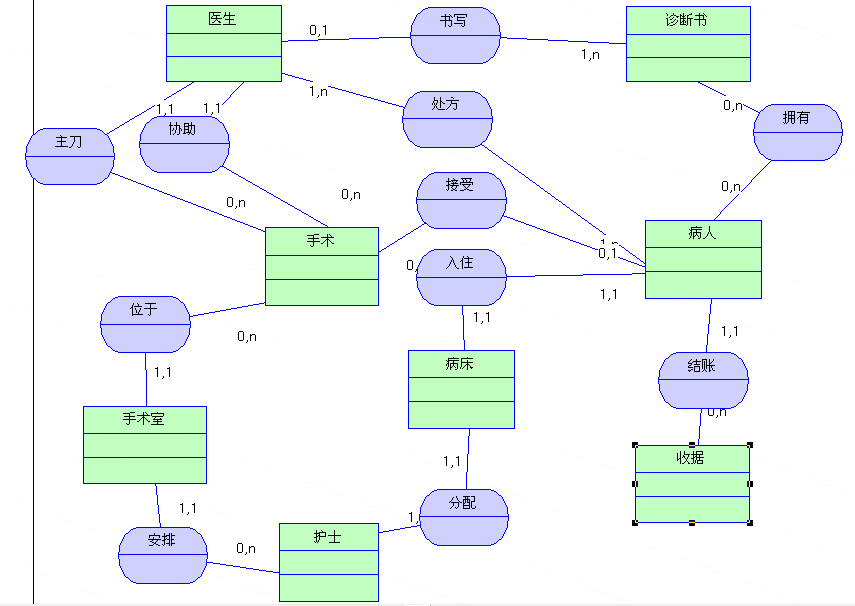 医生
0,1
书写
1,n
诊断书
1,n
处方
0,n
拥有
1,1
1,1
主刀
协助
0,n
0,n
接受
0,n
手术
病人
0,1
0,
入住
1,1
位于
0,n
1,1
1,1
1,1
病床
结账
0,n
手术室
1,1
收据
1,1
分配
1,
安排
0,n
护士